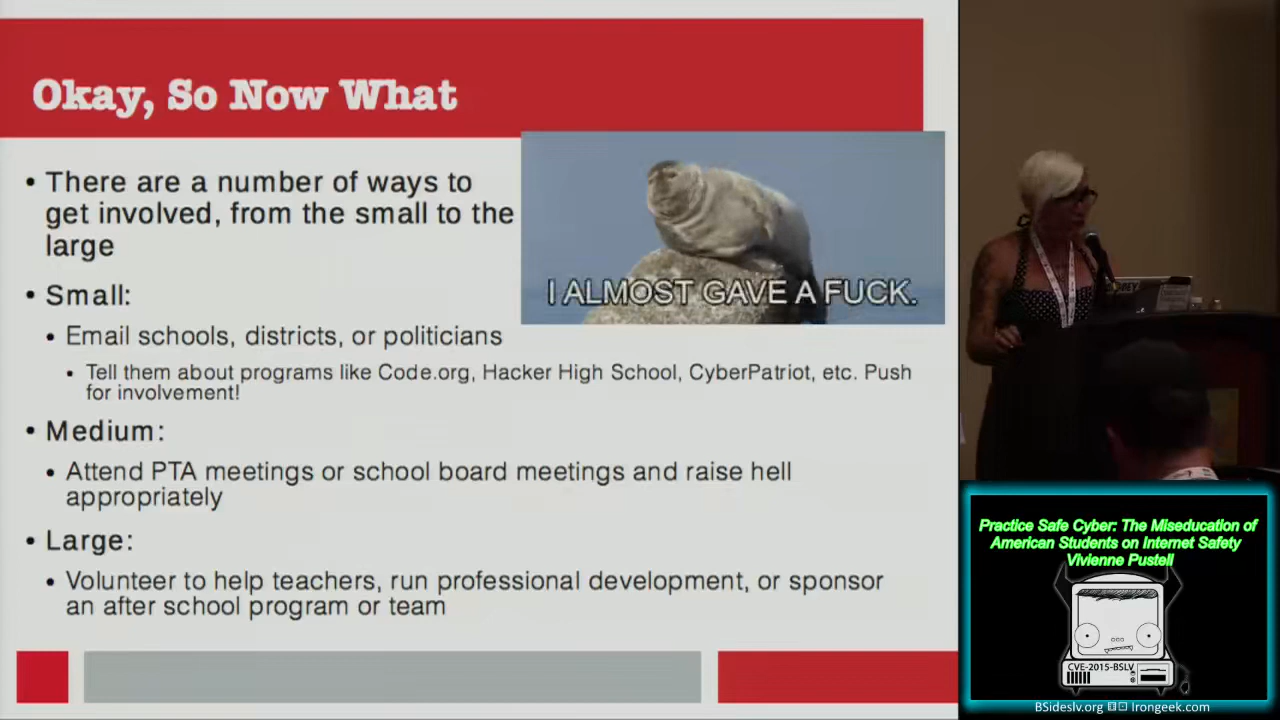 Okay, So Now What
• There are a number of ways to
get involved, from the small to the
large
I ALMOST GAVE A FUCK.
• Small:
• Email schools, districts, or politicians
• Tell them about programs like Code.org, Hacker High School, CyberPatriot, etc. Push
for involvement!
• Medium:
• Attend PTA meetings or school board meetings and raise hell
appropriately
• Large:
• Volunteer to help teachers, run professional development, or sponsor
an after school program or team
Practice Safe Cyber: The Miseducation of
American Students on Internet Safety
Vivienne Pustell
CVE-2015-BSLV
BSideslv.org Irongeek.com